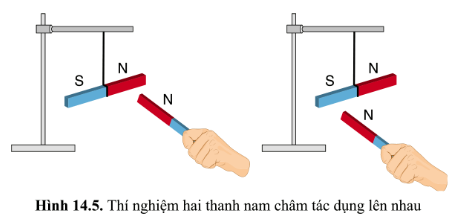 S N
N
S N
N
Hình 14.5. Thí nghiệm hai thanh nam châm tác dụng lên nhau